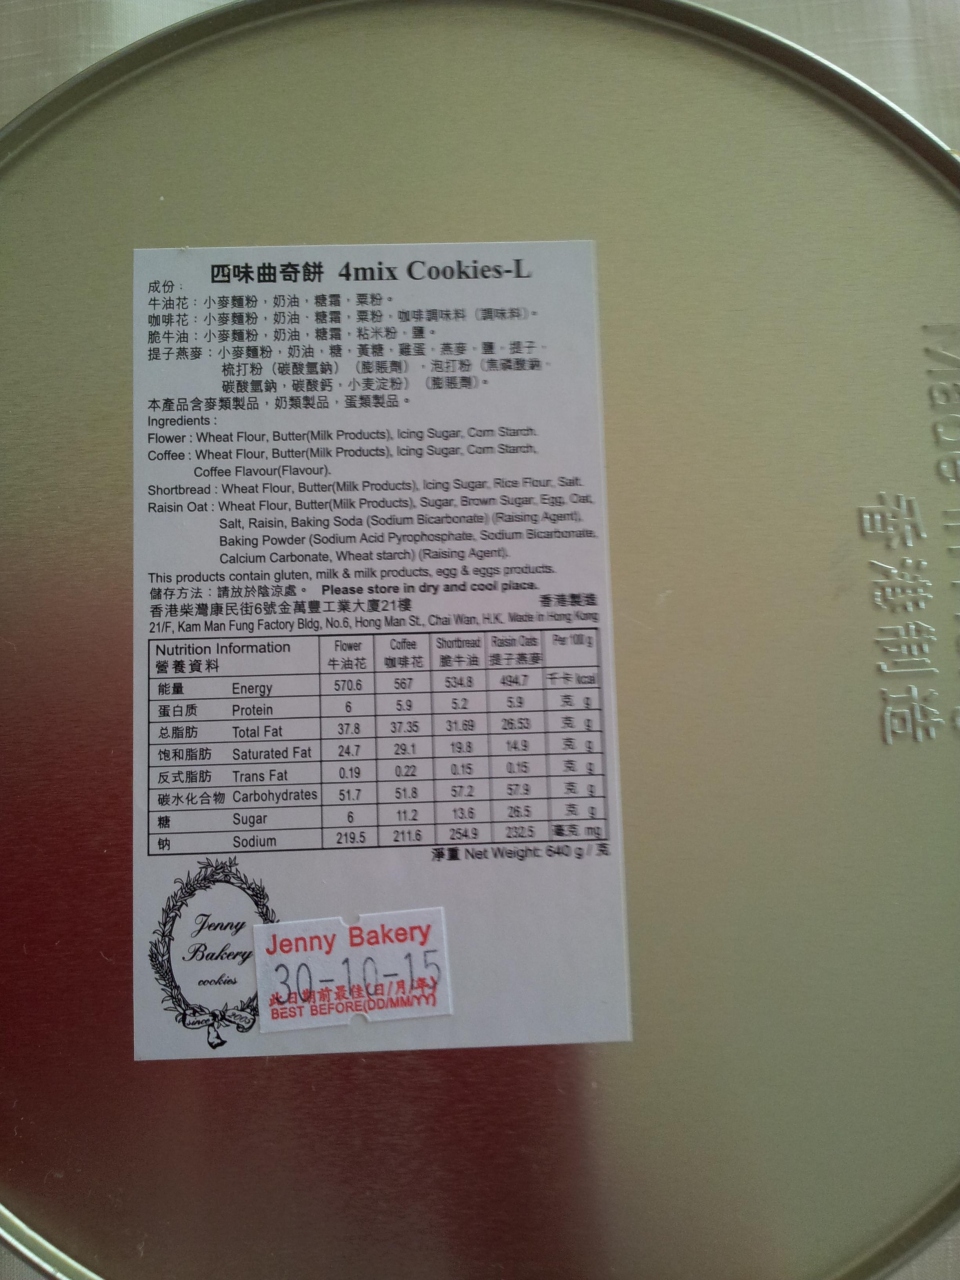 四味曲奇餅 4mix Cookies-L
成份：
牛油花：小麥麵粉，奶油，糖霜，粟粉。
咖啡花：小麥麵粉，奶油，糖霜，粟粉，咖啡調味料（調味料）。
脆牛油：小麥麵粉，奶油，糖霜，粘米粉，鹽。
提子燕麥：小麥麵粉，奶油，糖，黃糖，雞蛋，燕麥，鹽，提子，
梳打粉（碳酸氫鈉）（膨脹劑），泡打粉（焦磷酸鈉，
碳酸氫鈉，碳酸鈣，小麦淀粉）（膨脹劑）。
本產品含麥類製品，奶類製品，蛋類製品。
Ingredients :
Flower : Wheat Flour, Butter(Milk Products), Icing Sugar, Corn Starch.
Coffee : Wheat Flour, Butter(Milk Products), Icing Sugar, Corn Starch,
Coffee Flavour(Flavour).
Shortbread : Wheat Flour, Butter(Milk Products), Icing Sugar, Rice Flour, Salt.
Raisin Oat : Wheat Flour, Butter(Milk Products), Sugar, Brown Sugar, Egg, Oat,
Salt, Raisin, Baking Soda (Sodium Bicarbonate) (Raising Agent),
Baking Powder (Sodium Acid Pyrophosphate, Sodium Bicarbonate,
Calcium Carbonate, Wheat starch) (Raising Agent).
This products contain gluten, milk & milk products, egg & eggs products.
儲存方法：請放於陰涼處。 Please store in dry and cool place.
香港柴灣康民街6號金萬豐工業大廈21樓 香港製造
21/F, Kam Man Fung Factory Bldg, No.6, Hong Man St., Chai Wan, H.K. Made in Hong Kong
Nutrition Information Flower Coffee Shortbread Raisin Oats Per 100 g
營養資料 牛油花 咖啡花 脆牛油 提子燕麥
能量 Energy 570.6 567 534.8 494.7 千卡 kcal
蛋白质 Protein 6 5.9 5.2 5.9 克 g
总脂肪 Total Fat 37.8 37.35 31.69 26.53 克 g
饱和脂肪 Saturated Fat 24.7 29.1 19.8 14.9 克 g
反式脂肪 Trans Fat 0.19 0.22 0.15 0.15 克 g
碳水化合物 Carbohydrates 51.7 51.8 57.2 57.9 克 g
糖 Sugar 6 11.2 13.6 26.5 克 g
钠 Sodium 219.5 211.6 254.9 232.5 毫克 mg
淨重 Net Weight: 640 g / 克
Jenny
Bakery
cookies
since 2005
Jenny Bakery
30-10-15
此日期前最佳(日/月/年)
BEST BEFORE(DD/MM/YY)
Made in
香港制造